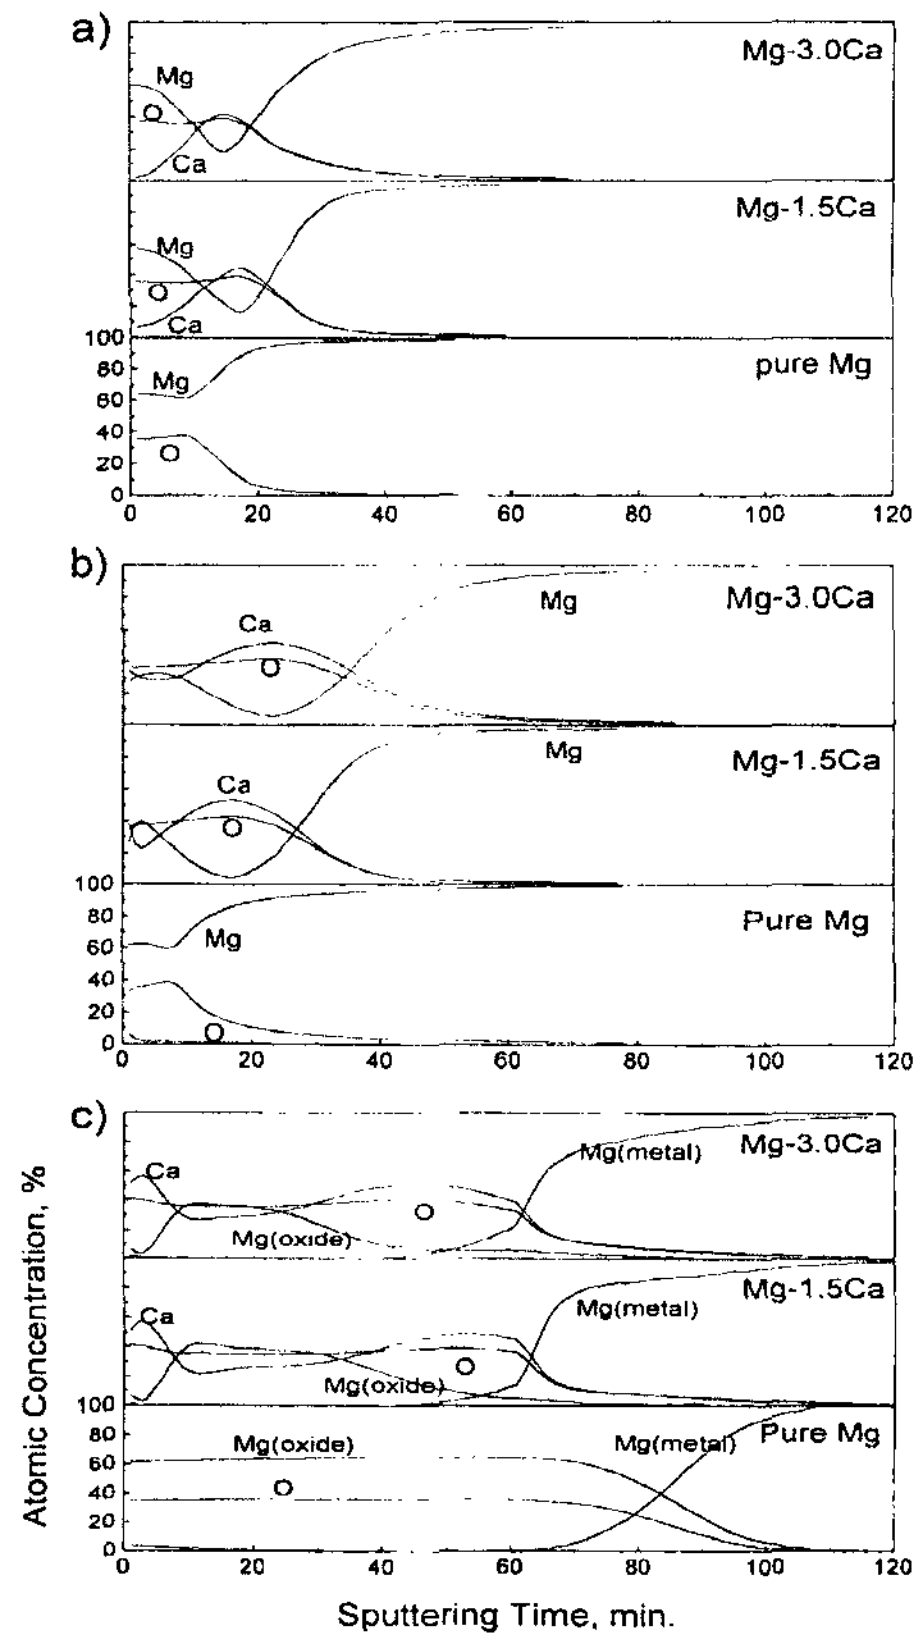 a)
Mg-3.0Ca
Mg
O
Ca
Mg-1.5Ca
Mg
O
Ca
100
pure Mg
80
Mg
60
40
O
20
0
0 20 40 60 80 100 120
b)
Mg-3.0Ca
Mg
Ca
O
Mg-1.5Ca
Mg
Ca
O
100
Pure Mg
80
Mg
60
40
20
O
0
0 20 40 60 80 100 120
c)
Mg-3.0Ca
Mg(metal)
Ca
O
Mg(oxide)
Mg-1.5Ca
Mg(metal)
Ca
O
Mg(oxide)
100
Pure Mg
Mg(oxide) Mg(metal)
80
60
O
40
20
0
0 20 40 60 80 100 120
Atomic Concentration, %
Sputtering Time, min.